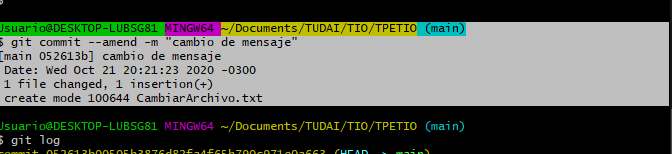 Usuario@DESKTOP-LUBSG81 MINGW64 ~/Documents/TUDAI/TIO/TPETIO (main)
$ git commit --amend -m "cambio de mensaje"
[main 052613b] cambio de mensaje
Date: Wed Oct 21 20:21:23 2020 -0300
1 file changed, 1 insertion(+)
create mode 100644 CambiarArchivo.txt
Usuario@DESKTOP-LUBSG81 MINGW64 ~/Documents/TUDAI/TIO/TPETIO (main)
$ git log
commit (HEAD -> main)